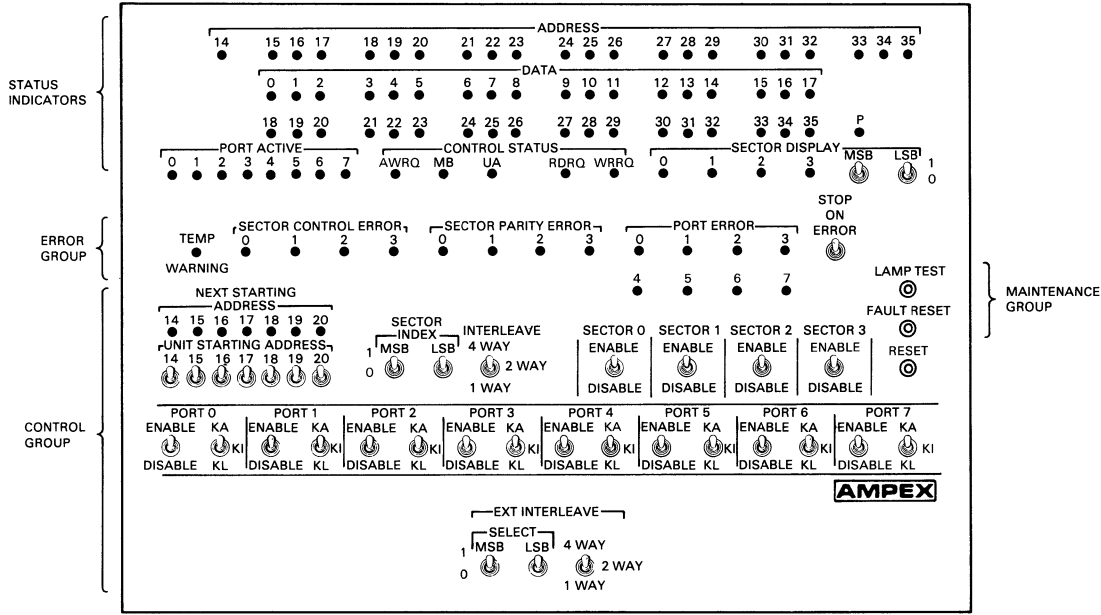 ADDRESS
14 15 16 17 18 19 20 21 22 23 24 25 26 27 28 29 30 31 32 33 34 35
DATA
0 1 2 3 4 5 6 7 8 9 10 11 12 13 14 15 16 17
STATUS
INDICATORS
18 19 20 21 22 23 24 25 26 27 28 29 30 31 32 33 34 35 P
PORT ACTIVE CONTROL STATUS SECTOR DISPLAY
0 1 2 3 4 5 6 7 AWRQ MB UA RDRQ WRRQ 0 1 2 3 MSB LSB 1
0
STOP
ON
ERROR
ERROR
GROUP
TEMP
WARNING
SECTOR CONTROL ERROR SECTOR PARITY ERROR PORT ERROR
0 1 2 3 0 1 2 3 0 1 2 3
4 5 6 7
LAMP TEST
FAULT RESET
RESET
MAINTENANCE
GROUP
NEXT STARTING
ADDRESS
14 15 16 17 18 19 20
UNIT STARTING ADDRESS
14 15 16 17 18 19 20
SECTOR
INDEX
1 MSB LSB
0
INTERLEAVE
4 WAY
2 WAY
1 WAY
SECTOR 0 SECTOR 1 SECTOR 2 SECTOR 3
ENABLE ENABLE ENABLE ENABLE
DISABLE DISABLE DISABLE DISABLE
CONTROL
GROUP
PORT 0 PORT 1 PORT 2 PORT 3 PORT 4 PORT 5 PORT 6 PORT 7
ENABLE KA ENABLE KA ENABLE KA ENABLE KA ENABLE KA ENABLE KA ENABLE KA ENABLE KA
KI KI KI KI KI KI KI KI
DISABLE KL DISABLE KL DISABLE KL DISABLE KL DISABLE KL DISABLE KL DISABLE KL DISABLE KL
AMPEX
EXT INTERLEAVE
SELECT
1 MSB LSB 4 WAY
0 2 WAY
1 WAY